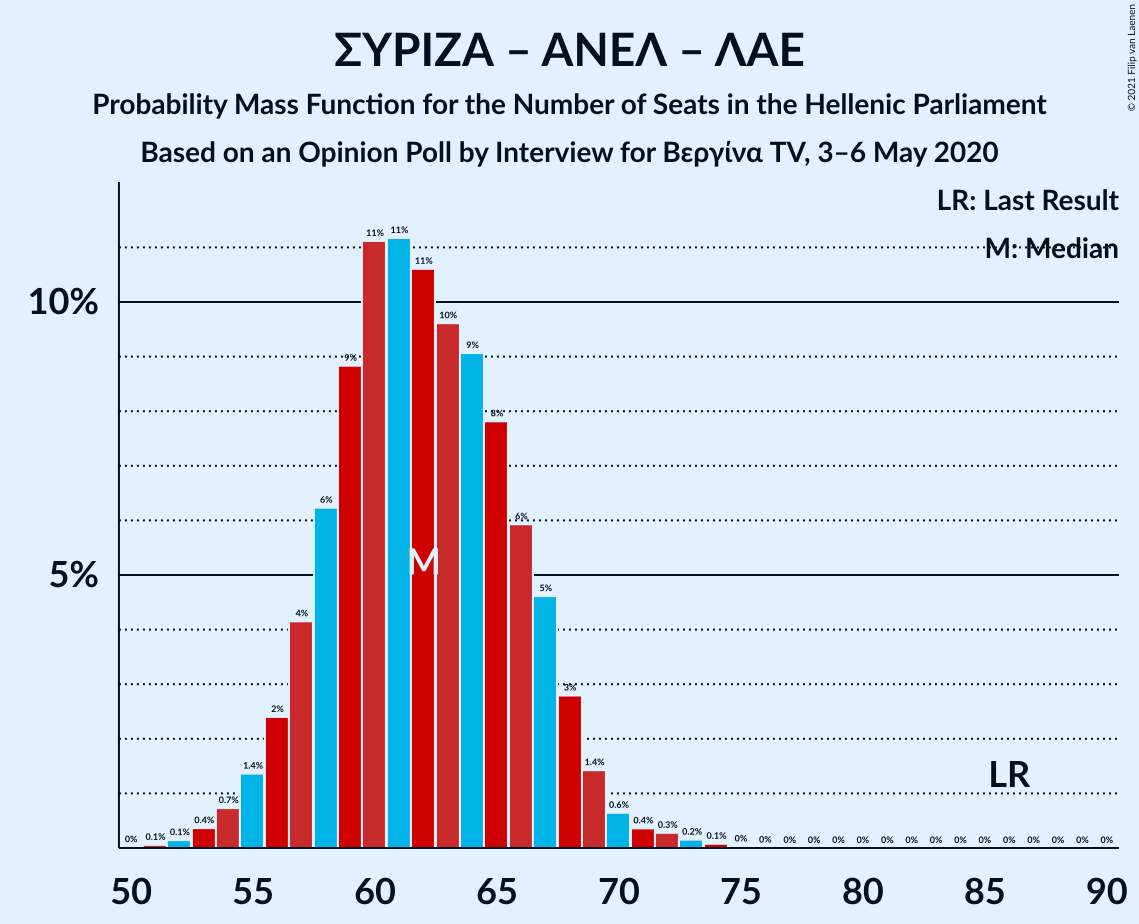 ΣΥΡΙΖΑ – ΑΝΕΛ – ΛΑΕ
Probability Mass Function for the Number of Seats in the Hellenic Parliament
Based on an Opinion Poll by Interview for Βεργίνα TV, 3–6 May 2020
© 2021 Filip van Laenen
LR: Last Result
M: Median
10%
5%
0% 0.1% 0.1% 0.4% 0.7% 1.4% 2% 4% 6% 9% 11% 11% 11% 10% 9% 8% 6% 5% 3% 1.4% 0.6% 0.4% 0.3% 0.2% 0.1% 0% 0% 0% 0% 0% 0% 0% 0% 0% 0% 0% 0% 0% 0% 0% 0%
M
LR
50 55 60 65 70 75 80 85 90